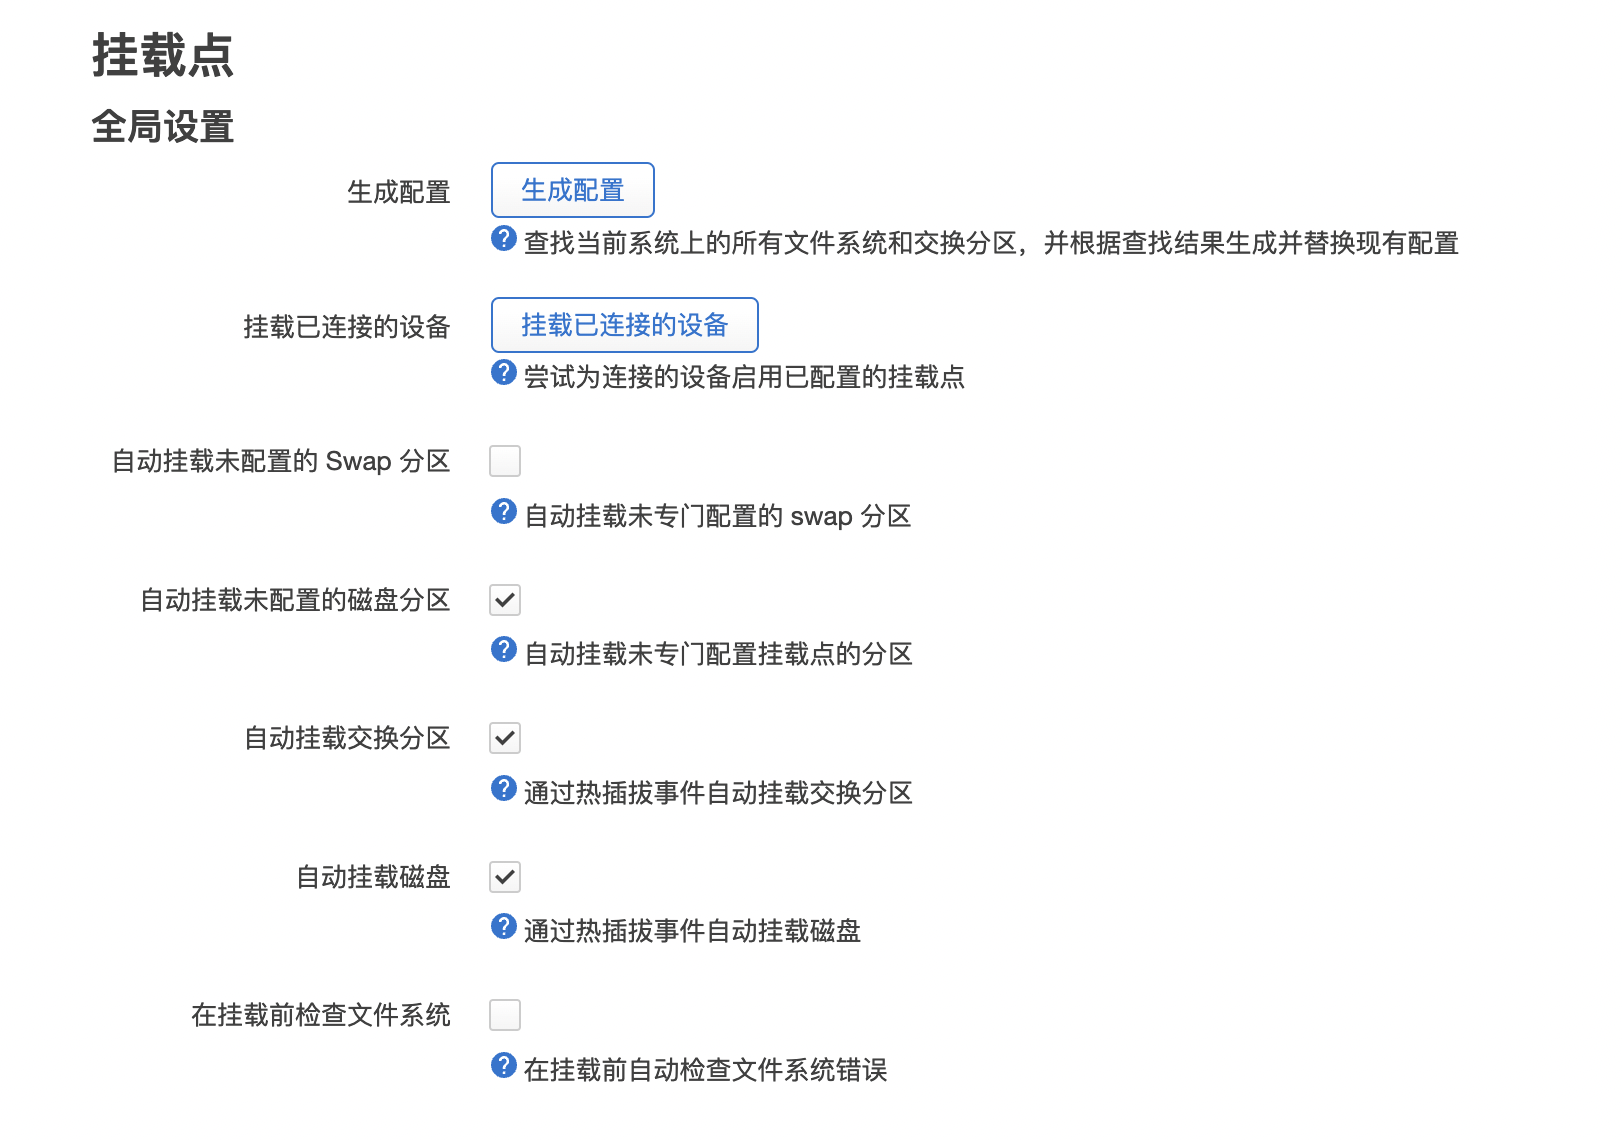 挂载点
全局设置
生成配置 生成配置
查找当前系统上的所有文件系统和交换分区，并根据查找结果生成并替换现有配置
挂载已连接的设备 挂载已连接的设备
尝试为连接的设备启用已配置的挂载点
自动挂载未配置的 Swap 分区
自动挂载未专门配置的 swap 分区
自动挂载未配置的磁盘分区
自动挂载未专门配置挂载点的分区
自动挂载交换分区
通过热插拔事件自动挂载交换分区
自动挂载磁盘
通过热插拔事件自动挂载磁盘
在挂载前检查文件系统
在挂载前自动检查文件系统错误